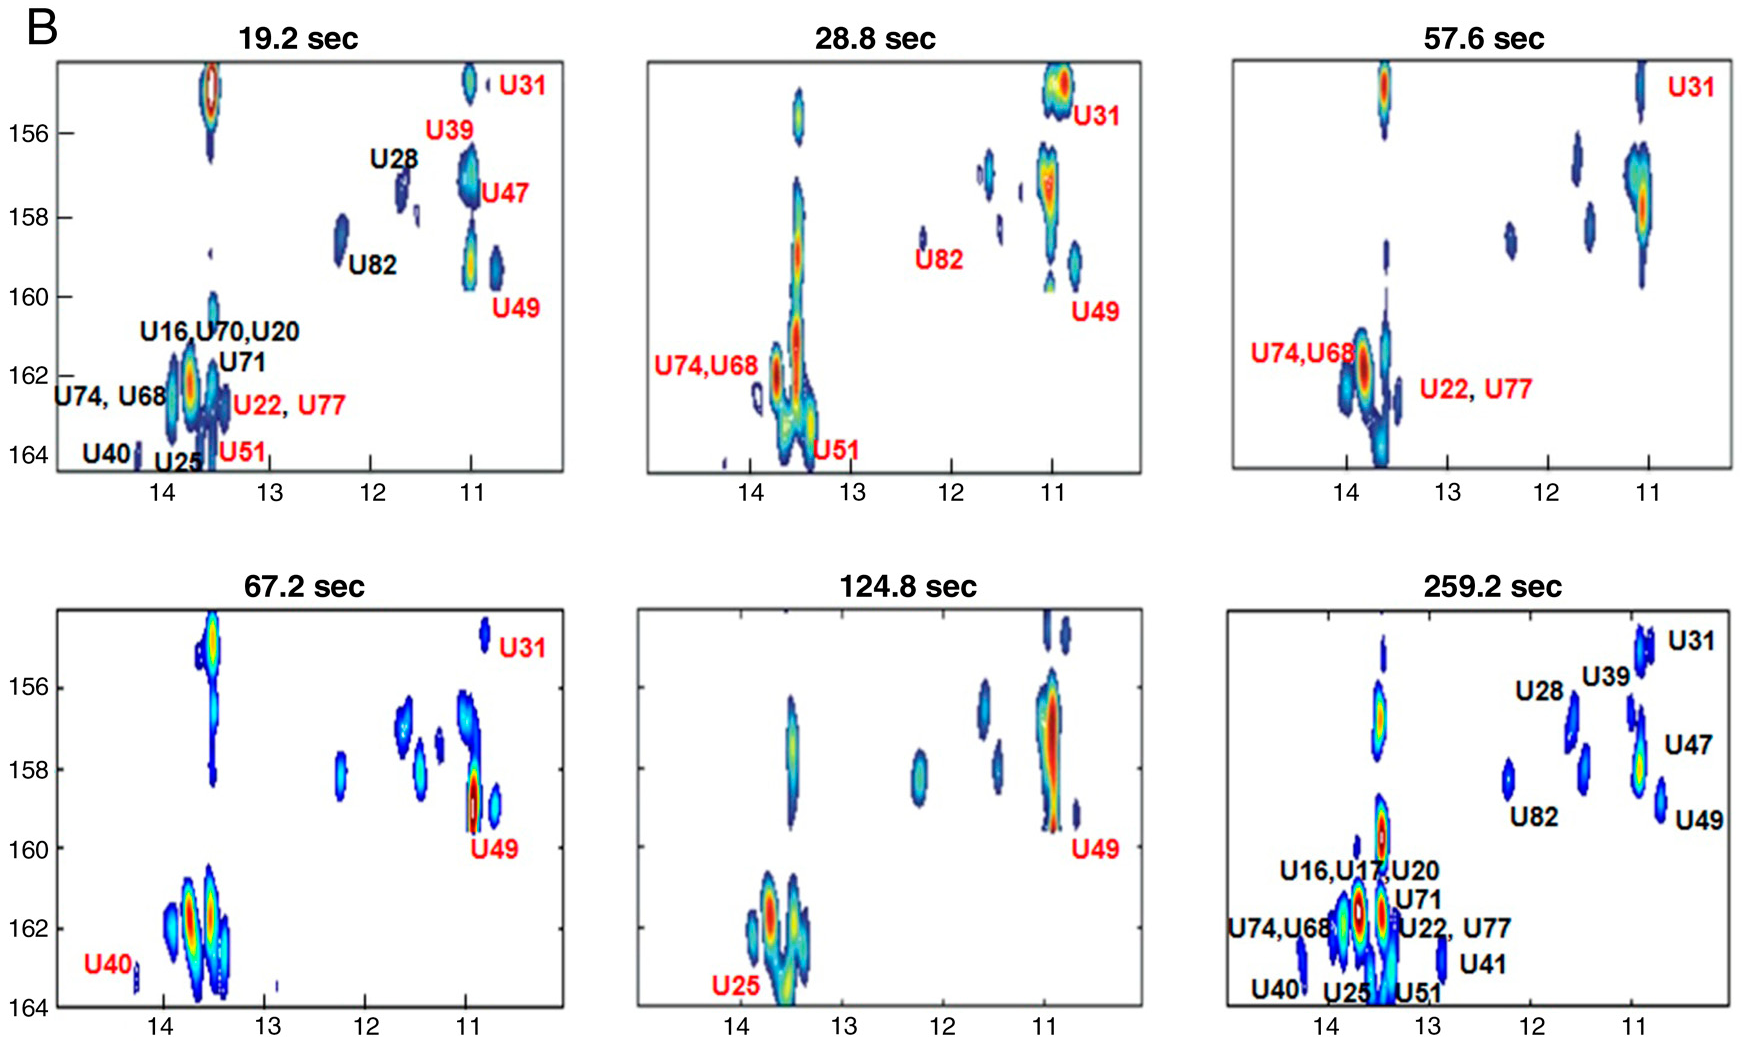 B
19.2 sec
28.8 sec
57.6 sec
U31
U39
U28
U47
U82
U49
U16,U70,U20
U71
U74, U68
U22, U77
U40
U25
U51
156
158
160
162
164
14 13 12 11
U31
U82
U49
U74,U68
U51
14 13 12 11
U31
U74,U68
U22, U77
14 13 12 11
67.2 sec
124.8 sec
259.2 sec
U31
U49
U40
156
158
160
162
164
14 13 12 11
U49
U25
14 13 12 11
U31
U39
U28
U47
U82
U49
U16,U17,U20
U71
U74,U68
U22, U77
U41
U40
U25
U51
14 13 12 11